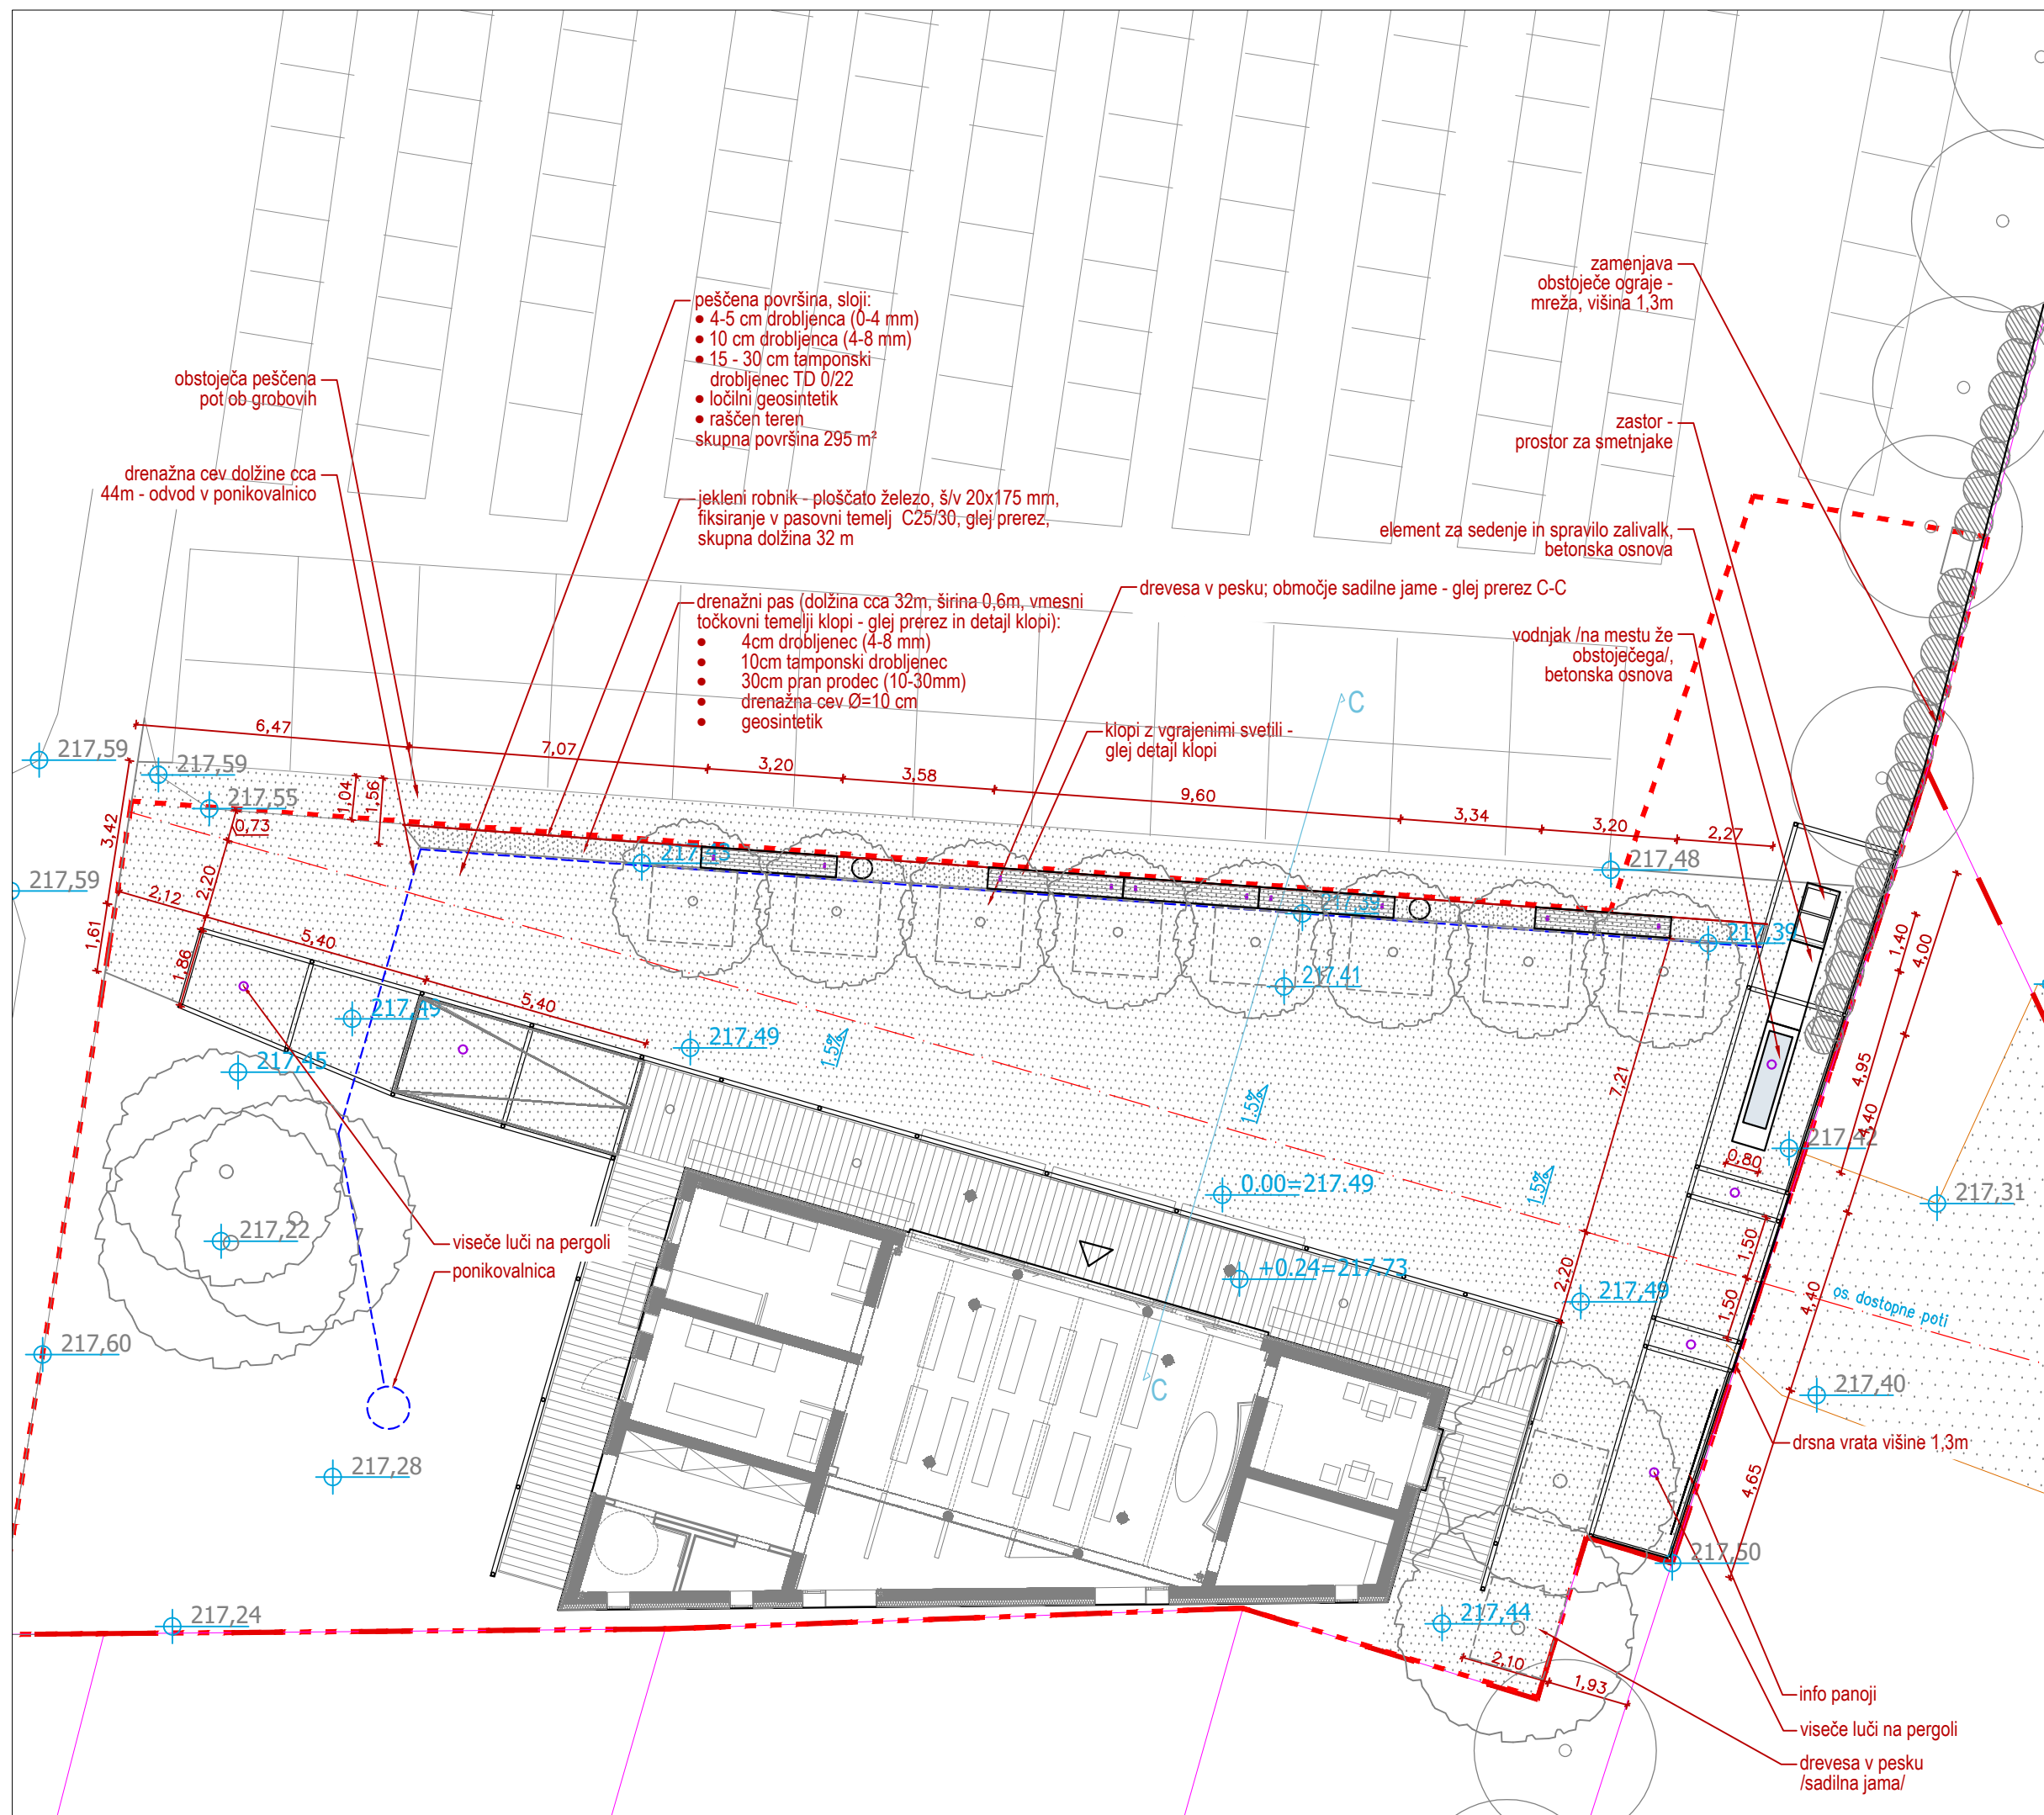 peščena površina, sloji:
• 4-5 cm drobljenca (0-4 mm)
• 10 cm drobljenca (4-8 mm)
• 15 - 30 cm tamponski
drobljenec TD 0/22
• ločilni geosintetik
• raščen teren
skupna površina 295 m²
zamenjava
obstoječe ograje -
mreža, višina 1,3m
obstoječa peščena
pot ob grobovih
zastor -
prostor za smetnjake
drenažna cev dolžine cca
44m - odvod v ponikovalnico
jekleni robnik - ploščato železo, š/v 20x175 mm,
fiksiranje v pasovni temelj C25/30, glej prerez,
skupna dolžina 32 m
element za sedenje in spravilo zalivalk,
betonska osnova
drenažni pas (dolžina cca 32m, širina 0,6m, vmesni
točkovni temelji klopi - glej prerez in detajl klopi):
• 4cm drobljenec (4-8 mm)
• 10cm tamponski drobljenec
• 30cm pran prodec (10-30mm)
• drenažna cev Ø=10 cm
• geosintetik
drevesa v pesku; območje sadilne jame - glej prerez C-C
vodnjak /na mestu že
obstoječega/,
betonska osnova
klopi z vgrajenimi svetili -
glej detajl klopi
C
6,47
7,07
3,20
3,58
9,60
3,34
3,20
2,27
217,59
217,59
217,55
1,04
1,56
3,42
0,73
217,43
217,48
217,59
2,20
2,12
217,39
217,39
1,61
5,40
1,86
1,40
4,00
217,41
5,40
217,49
217,49
1.5%
217,45
7,21
4,95
1.5%
4,40
217,42
0,80
1.5%
0.00=217.49
217,31
217,22
viseče luči na pergoli
ponikovalnica
1,50
+0.24=217.73
2,20
217,49
1,50
4,40
os. dostopne poti
217,60
C
217,40
drsna vrata višine 1,3m
217,28
4,65
217,50
217,24
217,44
2,10
1,93
info panoji
viseče luči na pergoli
drevesa v pesku
/sadilna jama/